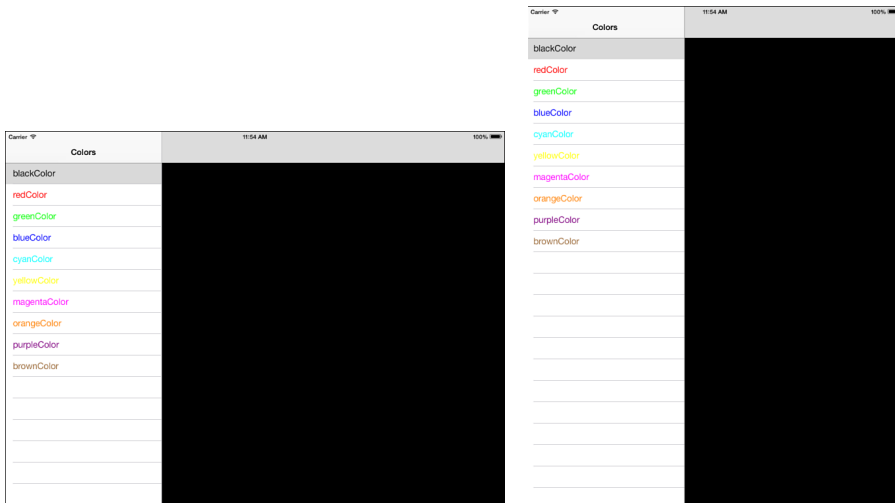 Carrier 11:54 AM 100%
Colors
blackColor
redColor
greenColor
blueColor
cyanColor
yellowColor
magentaColor
orangeColor
purpleColor
brownColor
Carrier 11:54 AM 100%
Colors
blackColor
redColor
greenColor
blueColor
cyanColor
yellowColor
magentaColor
orangeColor
purpleColor
brownColor